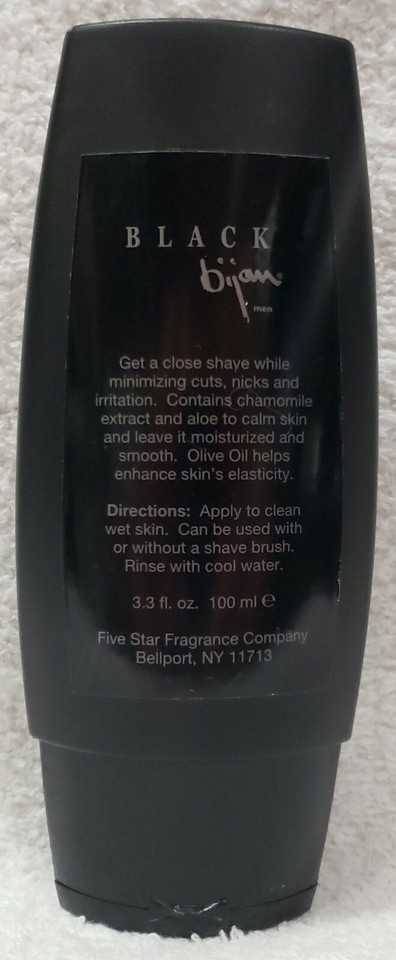 BLACK
bijan
men
Get a close shave while
minimizing cuts, nicks and
irritation. Contains chamomile
extract and aloe to calm skin
and leave it moisturized and
smooth. Olive Oil helps
enhance skin's elasticity.
Directions: Apply to clean
wet skin. Can be used with
or without a shave brush.
Rinse with cool water.
3.3 fl. oz. 100 ml ℮
Five Star Fragrance Company
Bellport, NY 11713